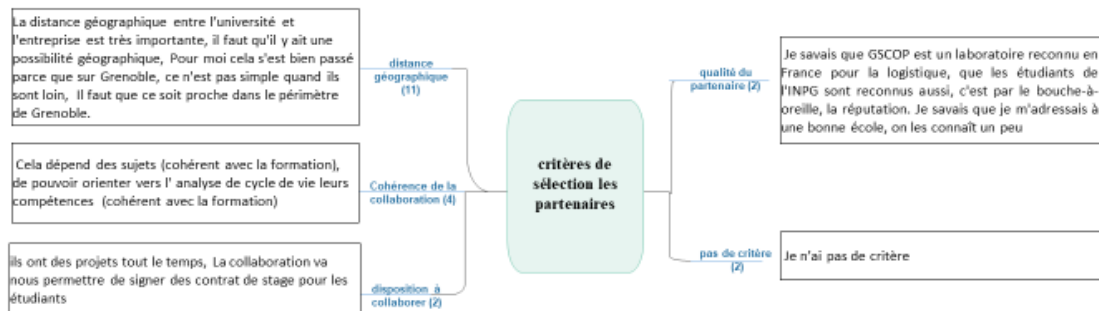 La distance géographique entre l'université et
l'entreprise est très importante, il faut qu'il y ait une
possibilité géographique, Pour moi cela s'est bien passé
parce que sur Grenoble, ce n'est pas simple quand ils
sont loin, Il faut que ce soit proche dans le périmètre
de Grenoble.
distance
géographique
(11)
Cela dépend des sujets (cohérent avec la formation),
de pouvoir orienter vers l' analyse de cycle de vie leurs
compétences (cohérent avec la formation)
Cohérence de la
collaboration (4)
ils ont des projets tout le temps, La collaboration va
nous permettre de signer des contrat de stage pour les
étudiants
disposition à
collaborer (2)
critères de
sélection les
partenaires
qualité du
partenaire (2)
Je savais que GSCOP est un laboratoire reconnu en
France pour la logistique, que les étudiants de
l'INPG sont reconnus aussi, c'est par le bouche-à-
oreille, la réputation. Je savais que je m'adressais à
une bonne école, on les connaît un peu
pas de critère
(2)
Je n'ai pas de critère